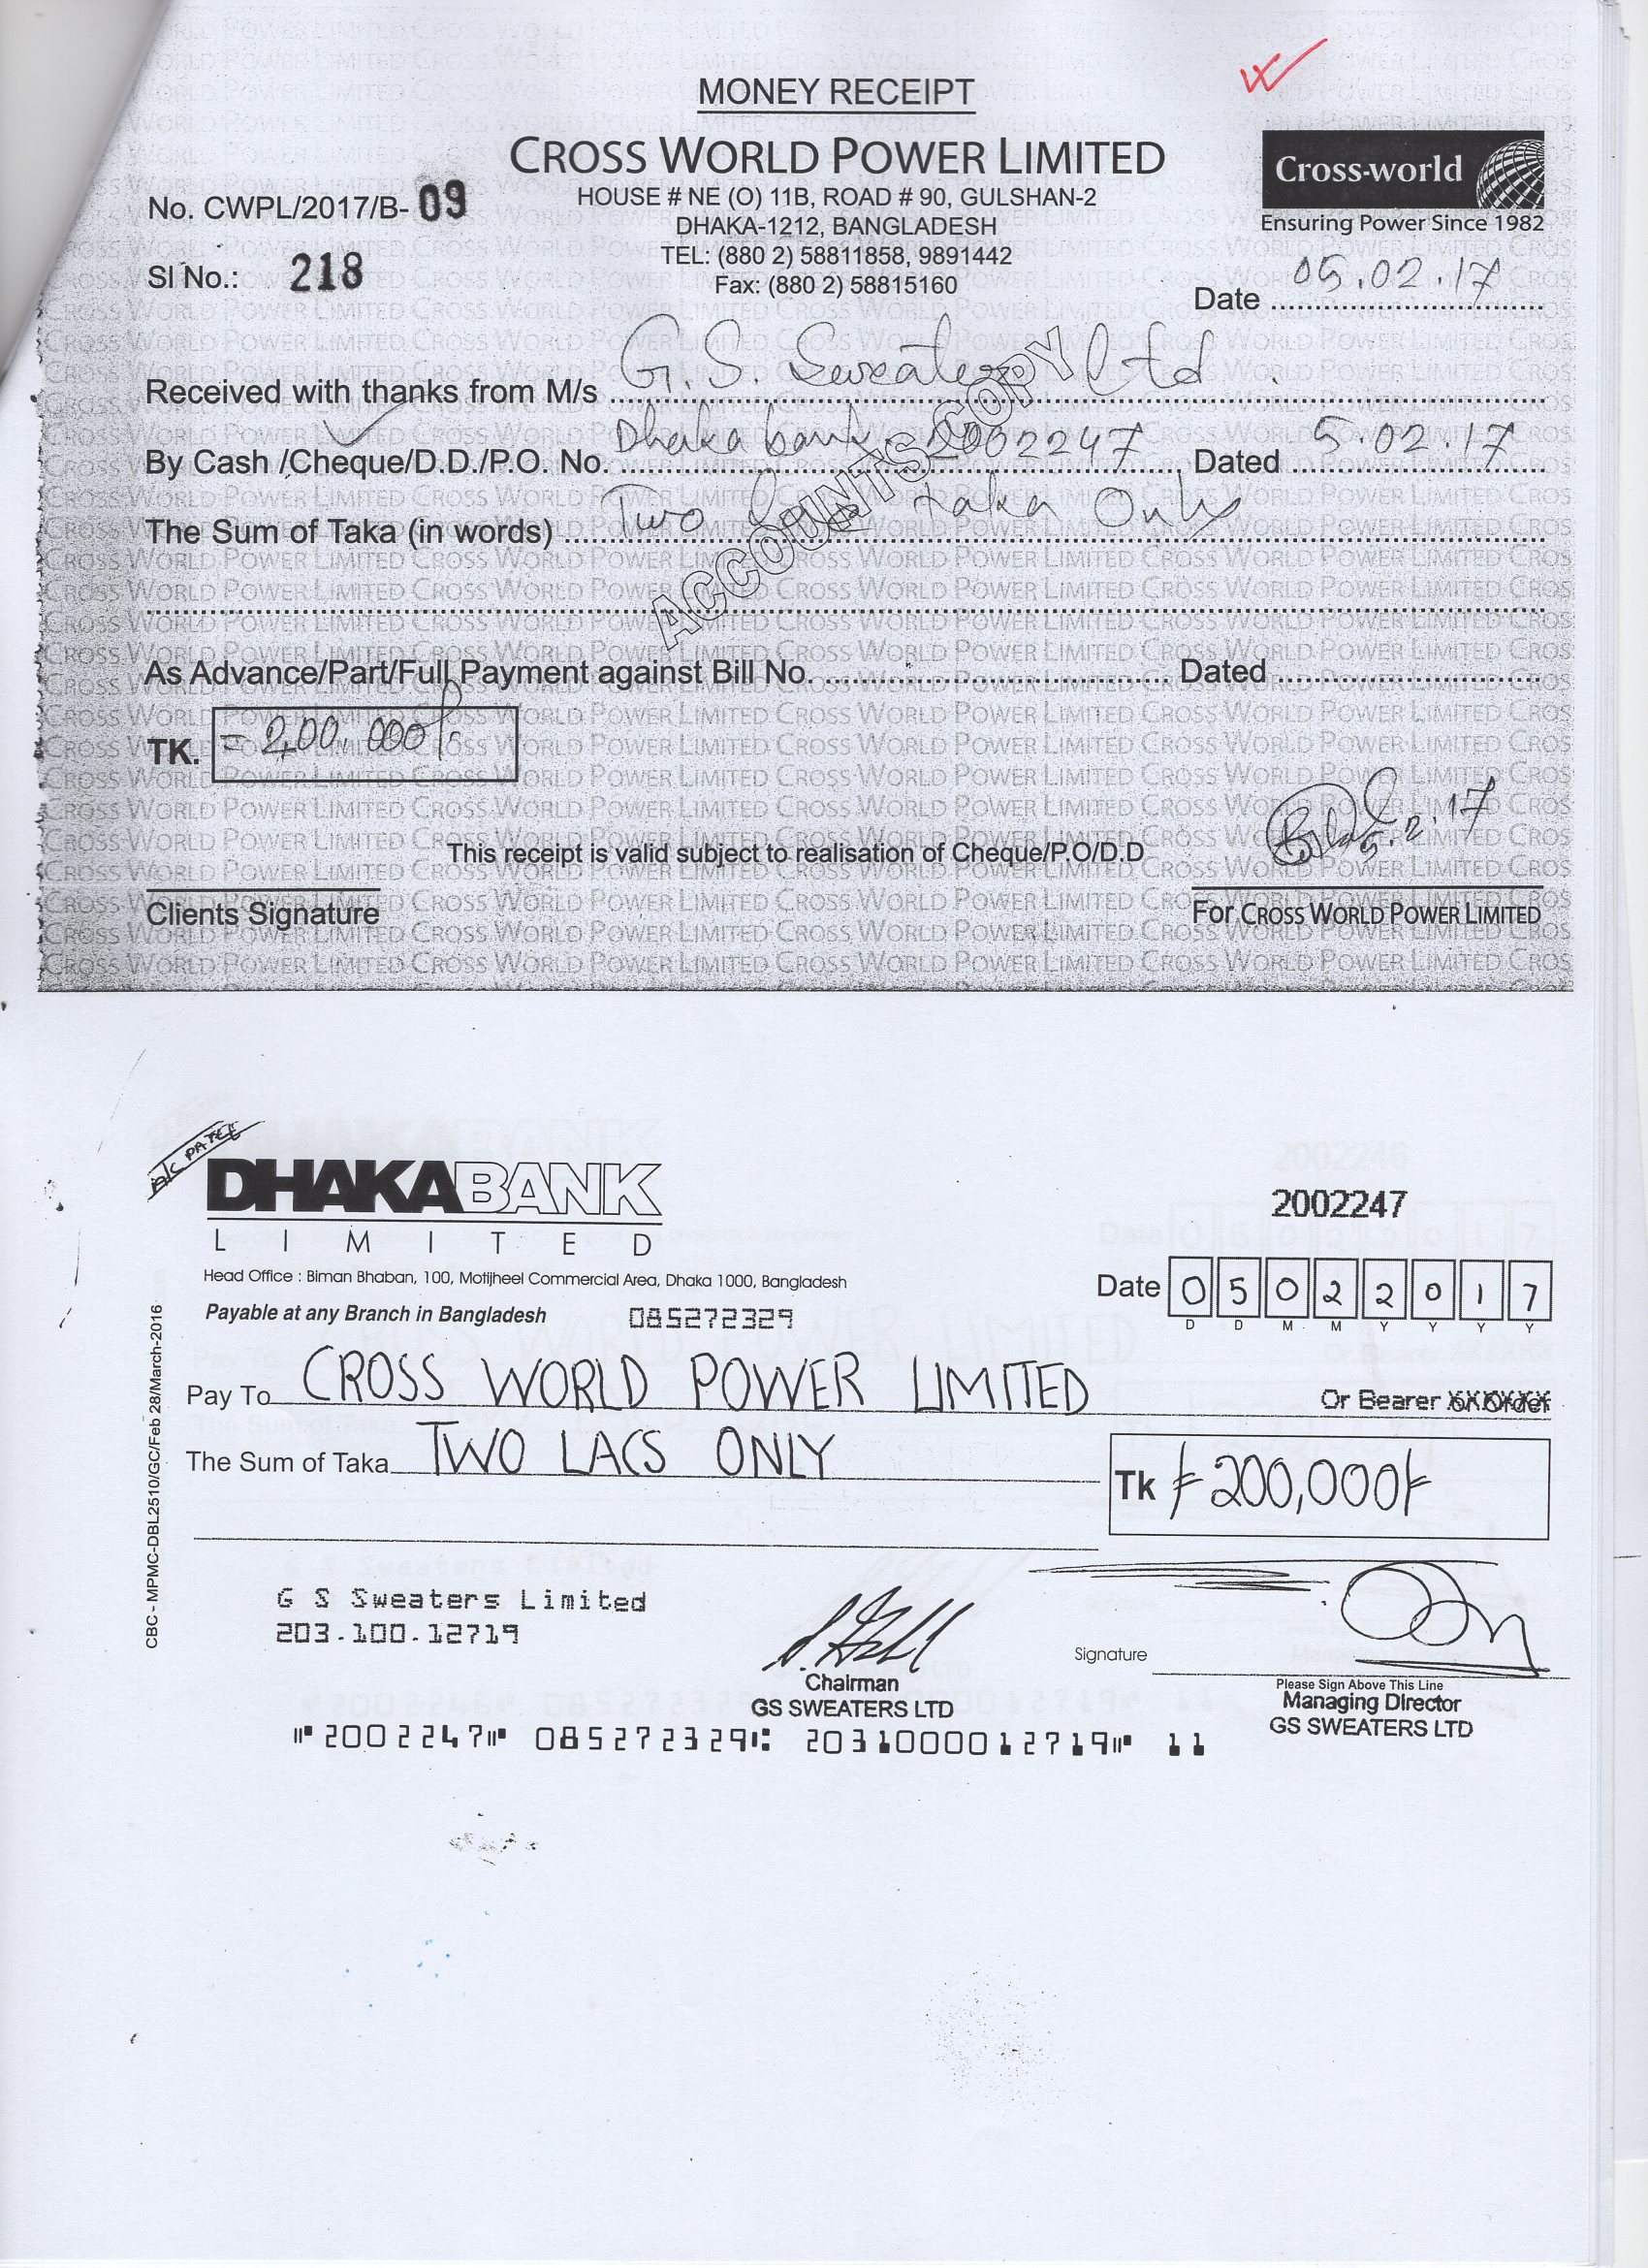 MONEY RECEIPT
CROSS WORLD POWER LIMITED
HOUSE # NE (O) 11B, ROAD # 90, GULSHAN-2
DHAKA-1212, BANGLADESH
TEL: (880 2) 58811858, 9891442
Fax: (880 2) 58815160
Cross-world
Ensuring Power Since 1982
No. CWPL/2017/B- 09
Sl No.: 218
Date 05.02.17
Received with thanks from M/s G.S. Sweaters Ltd.
By Cash /Cheque/D.D./P.O. No. Dhaka bank 2002247 Dated 5.02.17
The Sum of Taka (in words) Two Lac taka Only
ACCOUNTS COPY
As Advance/Part/Full Payment against Bill No. Dated
TK. =2,00,000/-
5.2.17
This receipt is valid subject to realisation of Cheque/P.O/D.D
Clients Signature
For CROSS WORLD POWER LIMITED
A/C PAYEE
DHAKABANK
LIMITED
Head Office : Biman Bhaban, 100, Motijheel Commercial Area, Dhaka 1000, Bangladesh
Payable at any Branch in Bangladesh 085272329
2002247
Date 05022017
D D M M Y Y Y Y
Pay To CROSS WORLD POWER LIMITED Or Bearer
The Sum of Taka TWO LACS ONLY
Tk =200,000/=
CBC - MPMC-DBL2510/GC/Feb 28/March-2016
G S Sweaters Limited
203.100.12719
Chairman
GS SWEATERS LTD
Signature
Please Sign Above This Line
Managing Director
GS SWEATERS LTD
⑈2002247⑈ 085272329⑆ 2031000012719⑈ 11